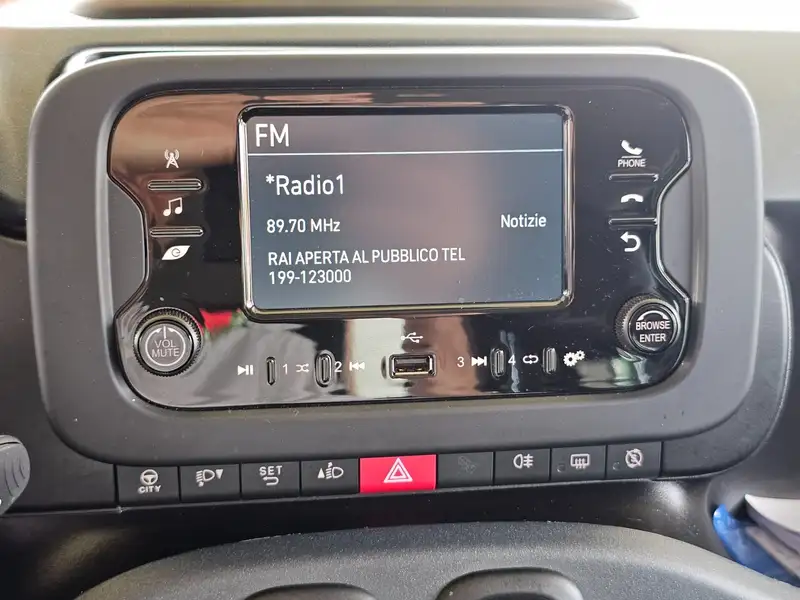 FM
*Radio1
89.70 MHz
Notizie
RAI APERTA AL PUBBLICO TEL
199-123000
PHONE
VOL
MUTE
BROWSE
ENTER
1
2
3
4
CITY
SET